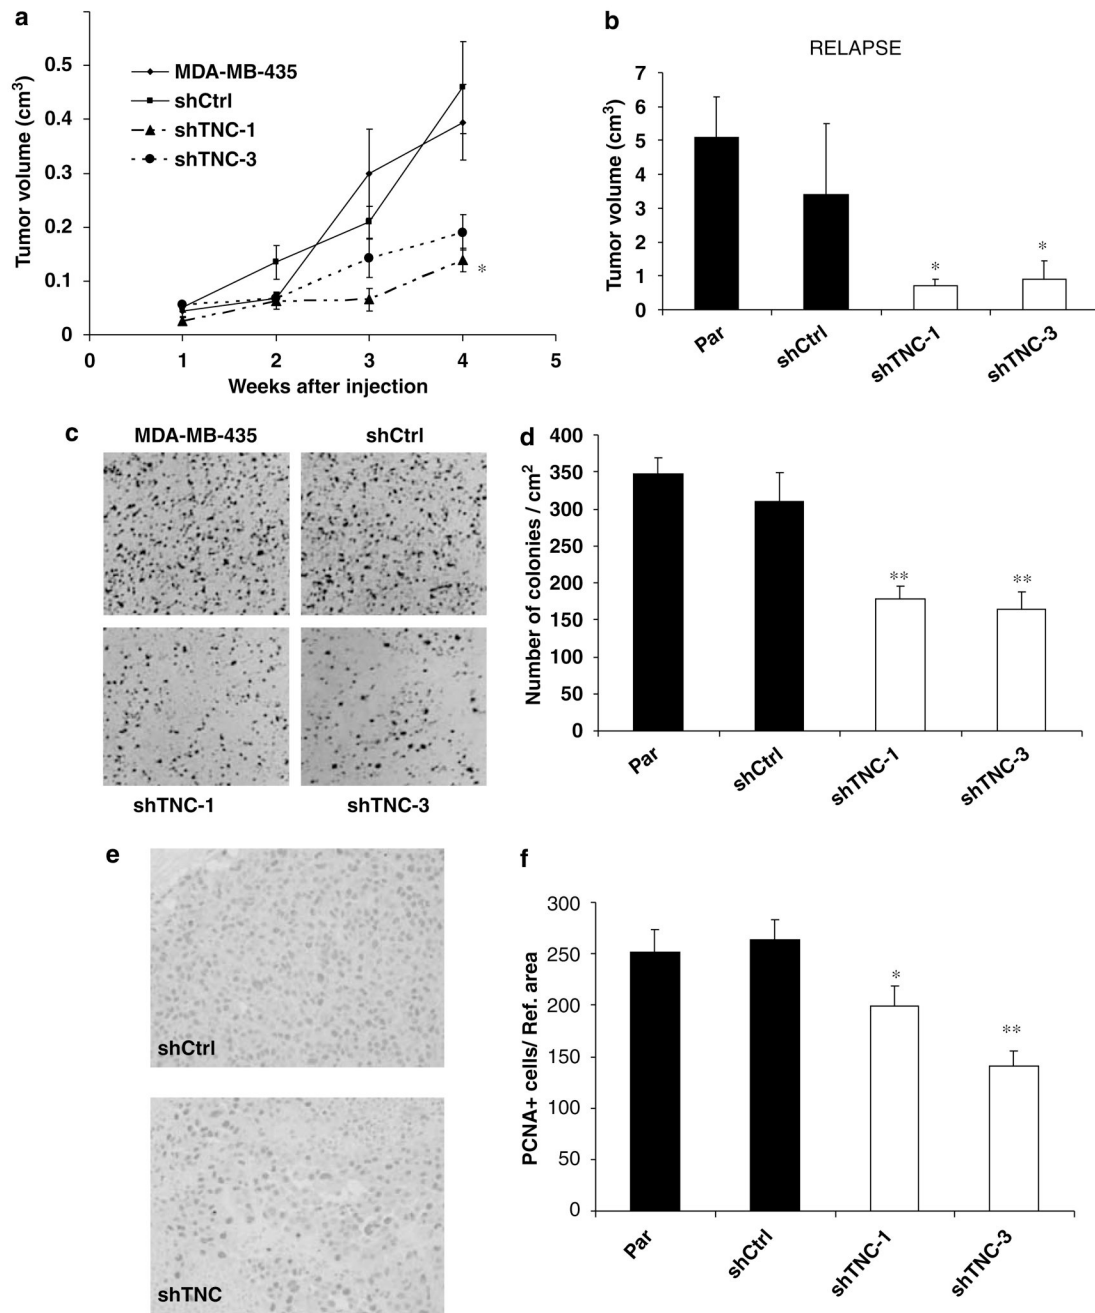 a
Tumor volume (cm³)
0.5
0.4
0.3
0.2
0.1
0
0 1 2 3 4 5
Weeks after injection
MDA-MB-435
shCtrl
shTNC-1
shTNC-3
*
b
RELAPSE
Tumor volume (cm³)
7
6
5
4
3
2
1
0
* *
Par shCtrl shTNC-1 shTNC-3
c
MDA-MB-435 shCtrl
shTNC-1 shTNC-3
d
Number of colonies / cm²
400
350
300
250
200
150
100
50
0
** **
Par shCtrl shTNC-1 shTNC-3
e
shCtrl
shTNC
f
PCNA+ cells/ Ref. area
300
250
200
150
100
50
0
* **
Par shCtrl shTNC-1 shTNC-3